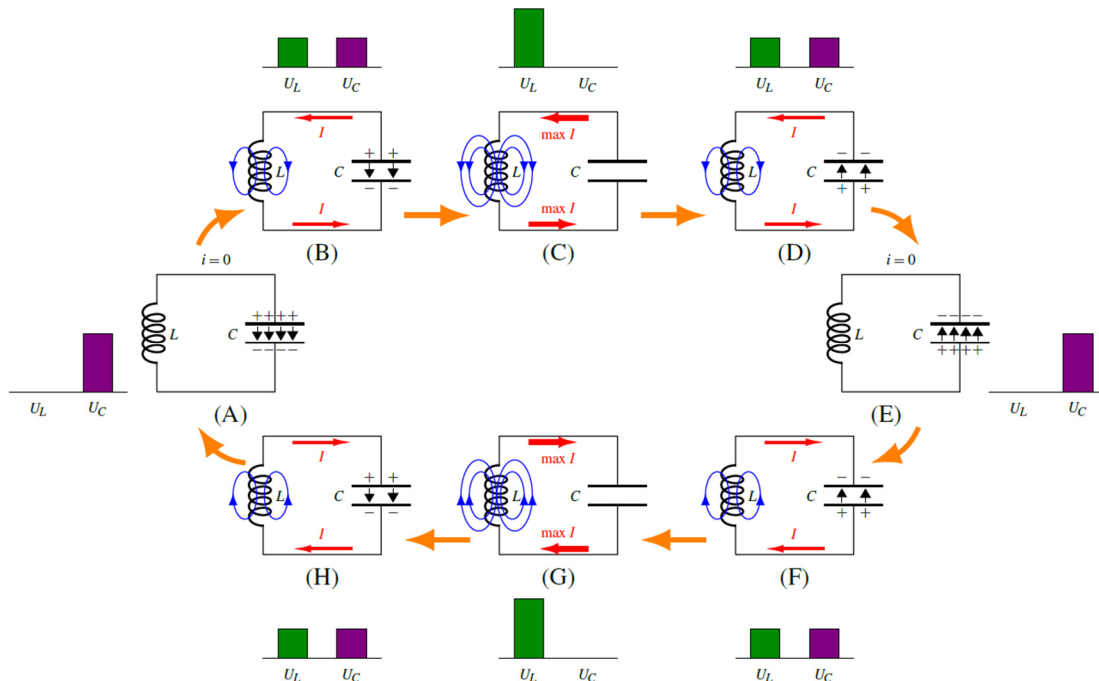 U_L U_C
U_L U_C
U_L U_C
I
max I
I
+ +
L
C
− −
L
C
− −
L
C
+ +
I
max I
I
(B)
(C)
(D)
i = 0
i = 0
++++
L
C
−−−−
−−−−
L
C
++++
U_L U_C
(A)
(E)
U_L U_C
I
max I
I
+ +
L
C
− −
L
C
− −
L
C
+ +
I
max I
I
(H)
(G)
(F)
U_L U_C
U_L U_C
U_L U_C